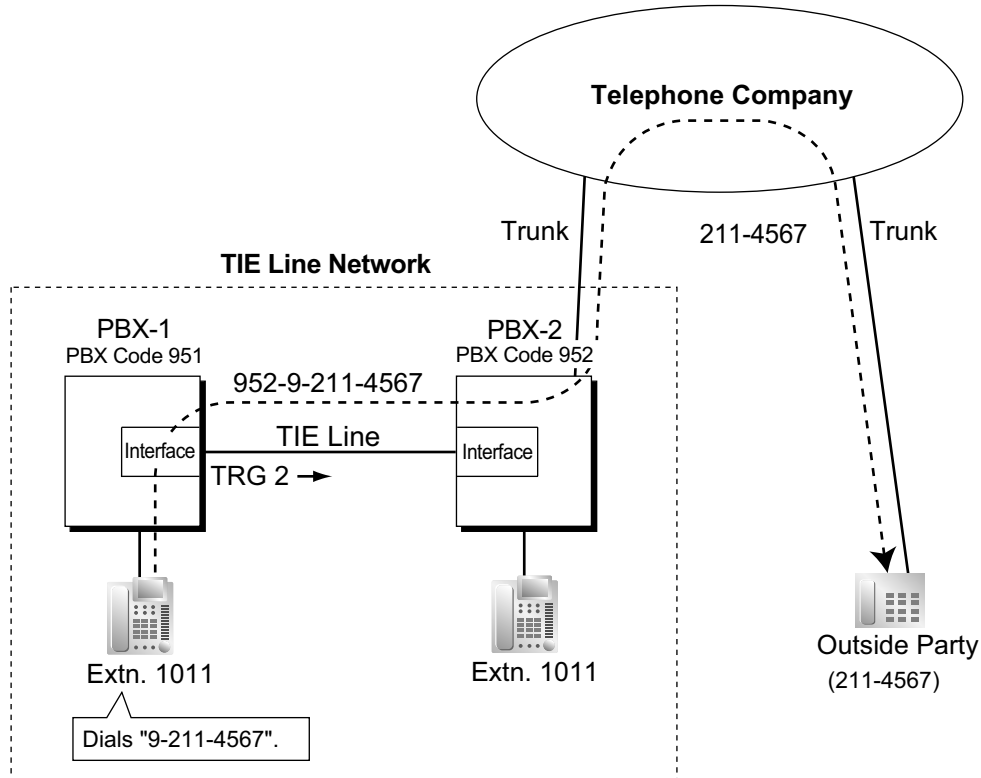 Telephone Company
Trunk
211-4567
Trunk
TIE Line Network
PBX-1
PBX Code 951
PBX-2
PBX Code 952
952-9-211-4567
Interface
TIE Line
Interface
TRG 2
Extn. 1011
Extn. 1011
Outside Party
(211-4567)
Dials "9-211-4567".